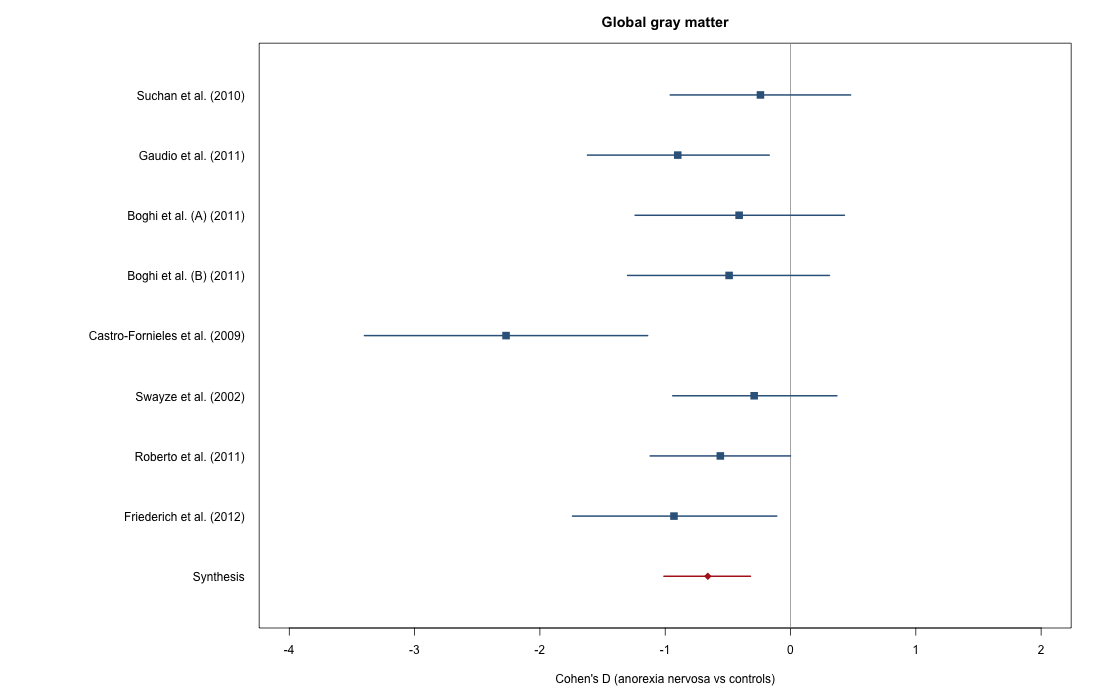 Global gray matter
Suchan et al. (2010)
Gaudio et al. (2011)
Boghi et al. (A) (2011)
Boghi et al. (B) (2011)
Castro-Fornieles et al. (2009)
Swayze et al. (2002)
Roberto et al. (2011)
Friederich et al. (2012)
Synthesis
-4 -3 -2 -1 0 1 2
Cohen's D (anorexia nervosa vs controls)